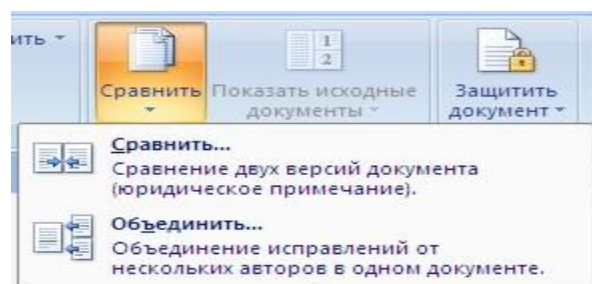 ить
1
2
Сравнить
Показать исходные
документы
Защитить
документ
Сравнить...
Сравнение двух версий документа
(юридическое примечание).
Объединить...
Объединение исправлений от
нескольких авторов в одном документе.